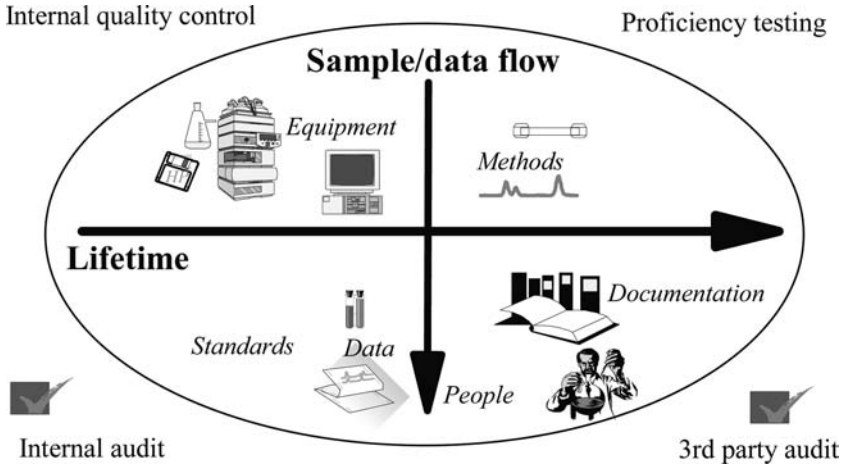 Internal quality control
Proficiency testing
Sample/data flow
Equipment
Methods
HP
Lifetime
Documentation
Standards
Data
People
Internal audit
3rd party audit